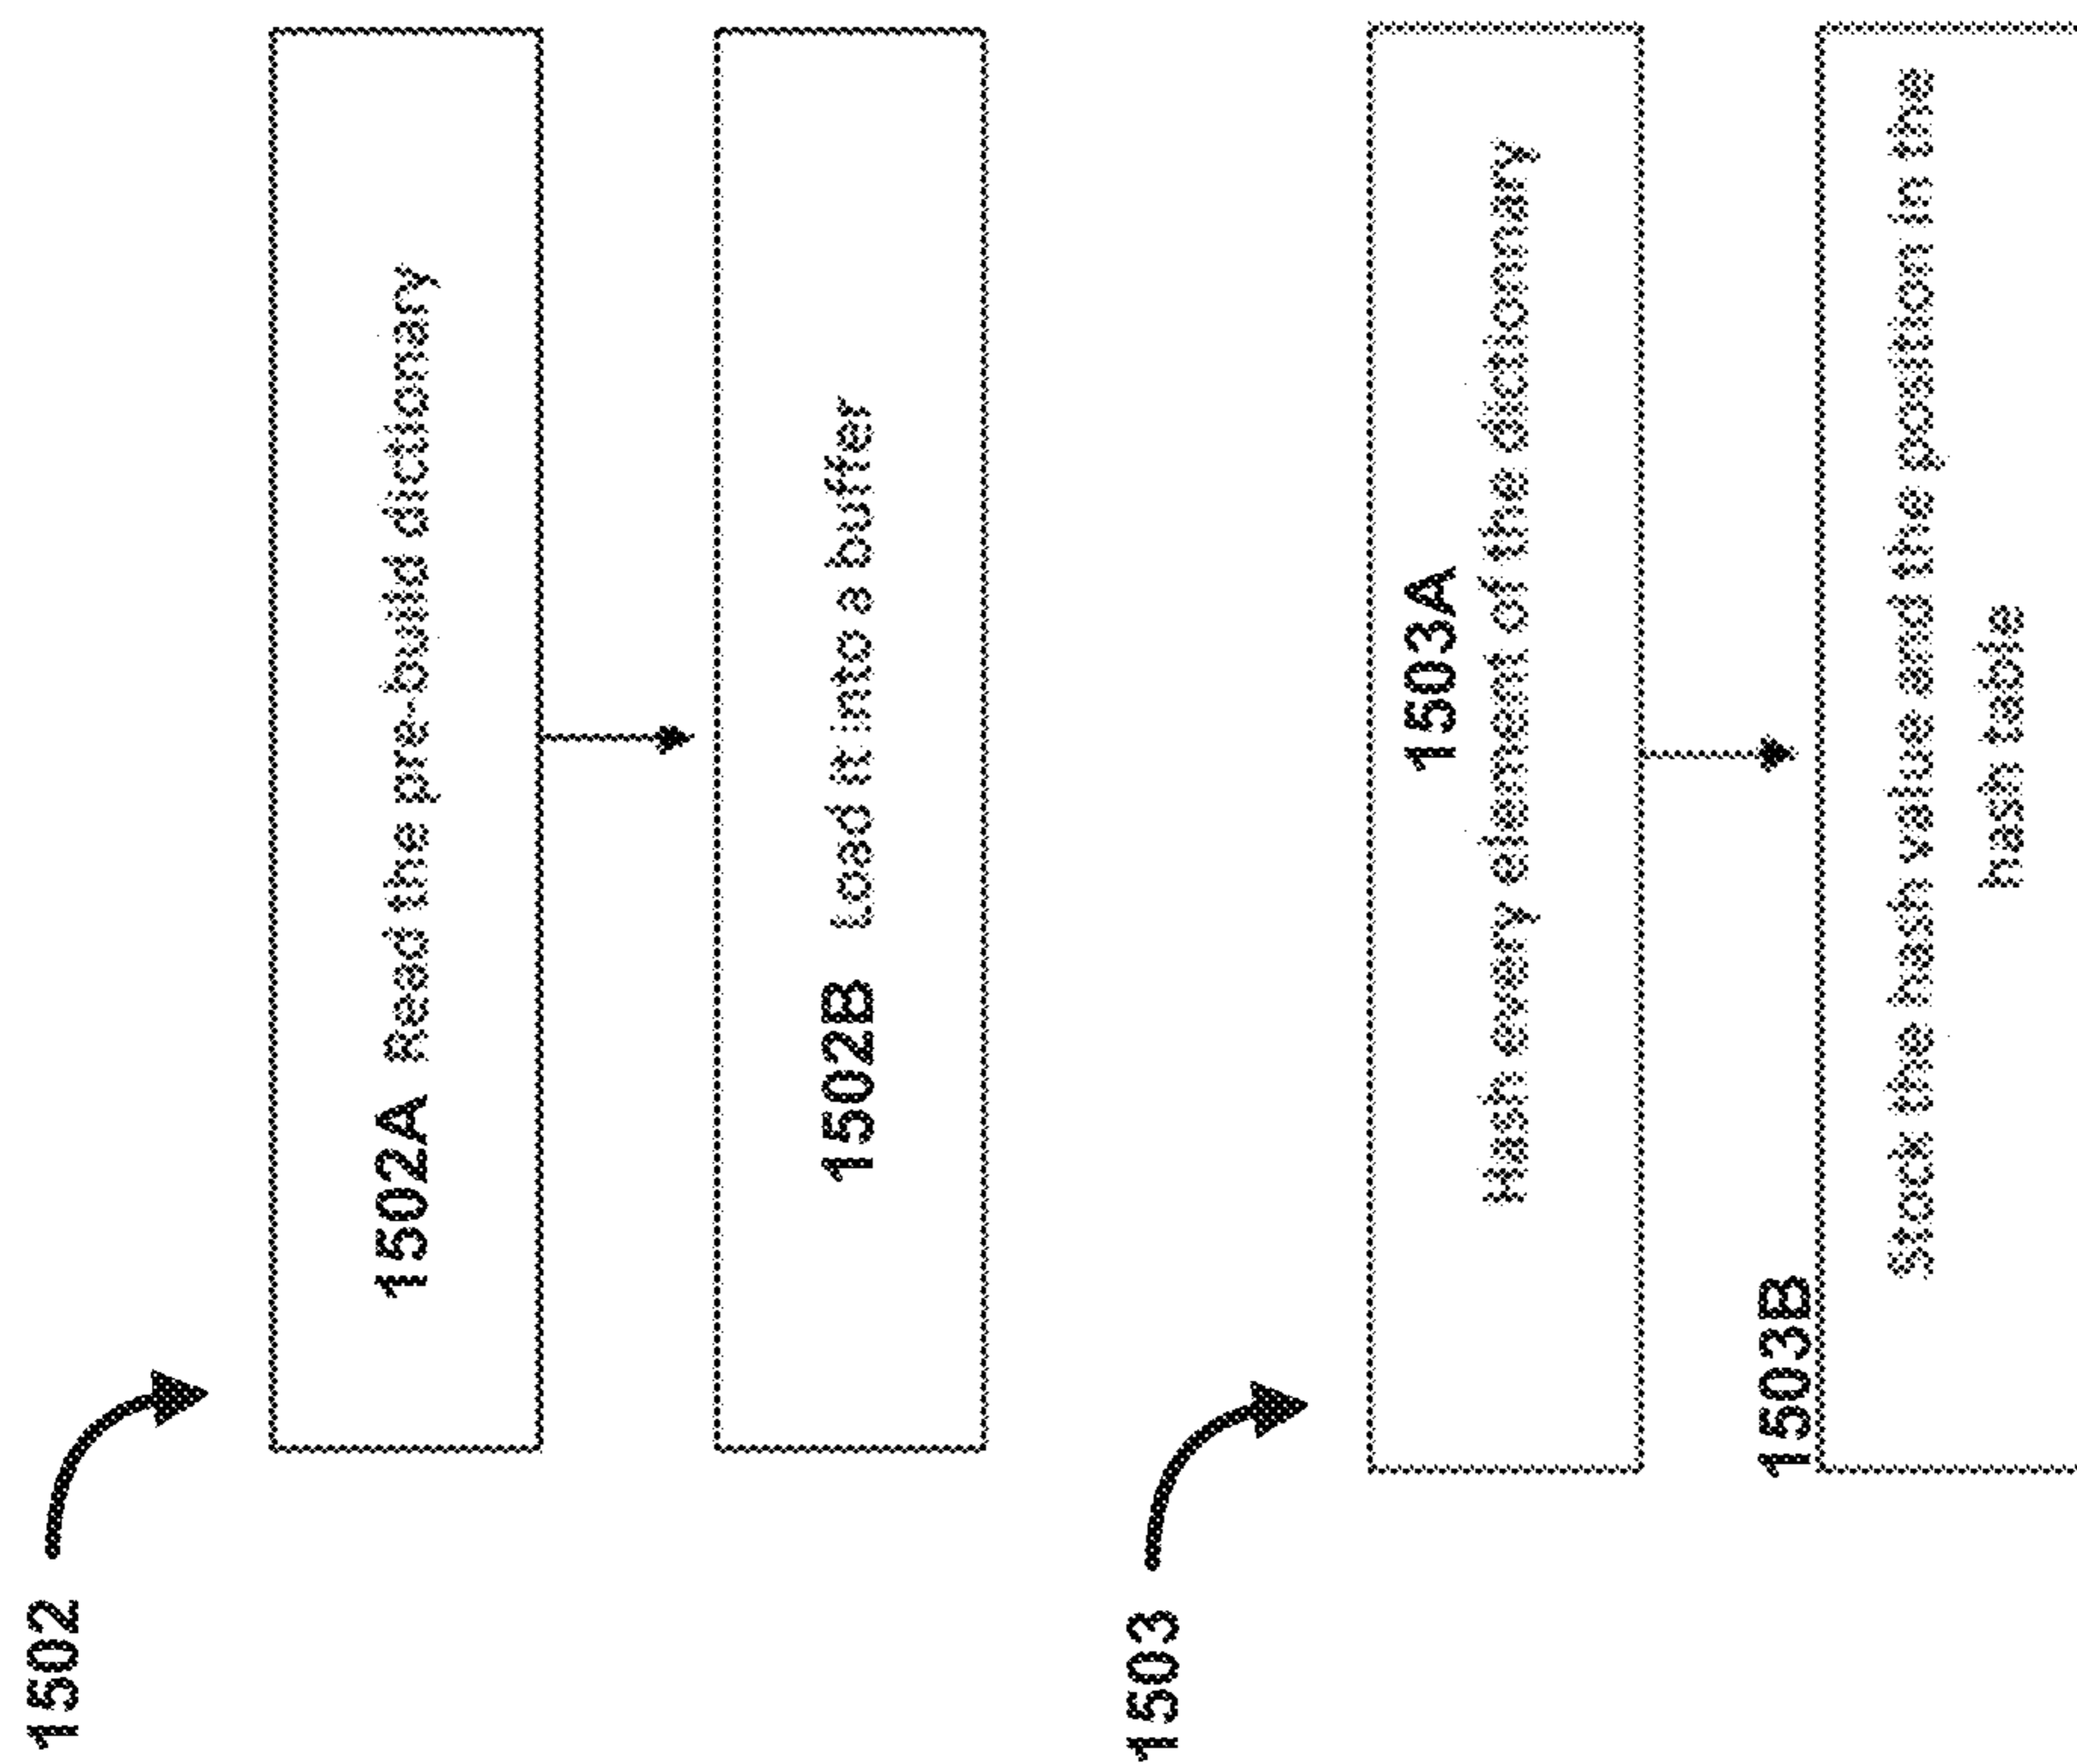 1502
1502A Read the pre-build dictionary
1502B Load it into a buffer
1503
1503A
Hash every element of the dictionary
1503B
Stock the hash value and the position in the
hash table